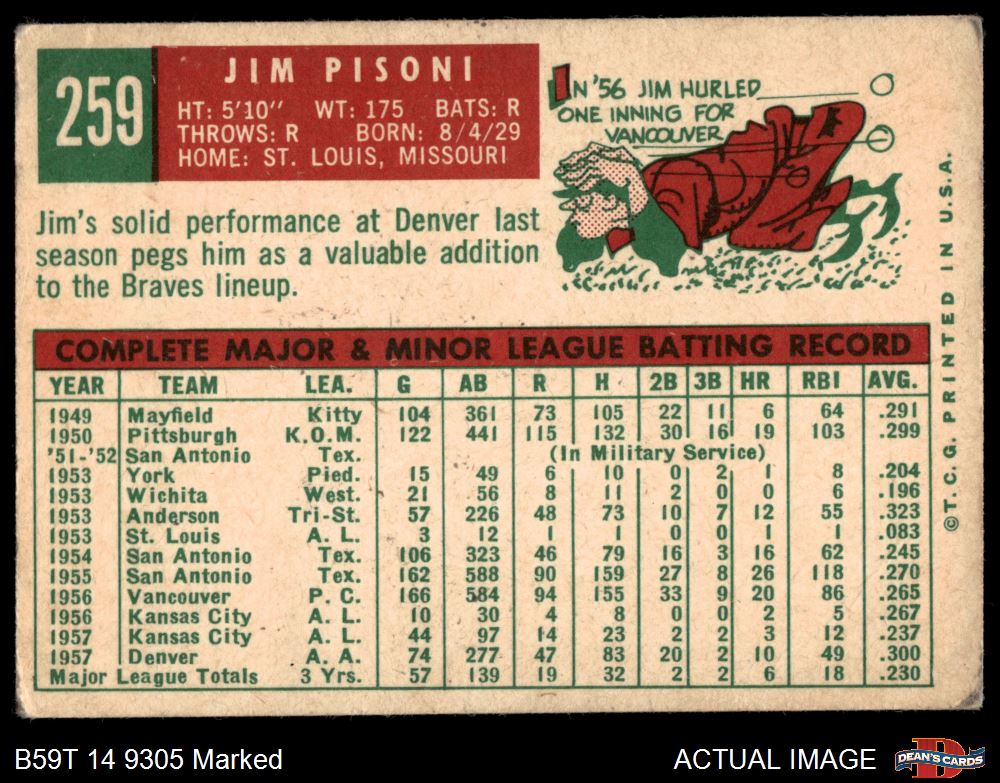 259
JIM PISONI
HT: 5'10" WT: 175 BATS: R
THROWS: R BORN: 8/4/29
HOME: ST. LOUIS, MISSOURI
IN '56 JIM HURLED
ONE INNING FOR
VANCOUVER
Jim's solid performance at Denver last
season pegs him as a valuable addition
to the Braves lineup.
COMPLETE MAJOR & MINOR LEAGUE BATTING RECORD
YEAR TEAM LEA. G AB R H 2B 3B HR RBI AVG.
1949 Mayfield Kitty 104 361 73 105 22 11 6 64 .291
1950 Pittsburgh K.O.M. 122 441 115 132 30 16 19 103 .299
'51-'52 San Antonio Tex. (In Military Service)
1953 York Pied. 15 49 6 10 0 2 1 8 .204
1953 Wichita West. 21 56 8 11 2 0 0 6 .196
1953 Anderson Tri-St. 57 226 48 73 10 7 12 55 .323
1953 St. Louis A. L. 3 12 1 1 0 0 1 1 .083
1954 San Antonio Tex. 106 323 46 79 16 3 16 62 .245
1955 San Antonio Tex. 162 588 90 159 27 8 26 118 .270
1956 Vancouver P. C. 166 584 94 155 33 9 20 86 .265
1956 Kansas City A. L. 10 30 4 8 0 0 2 5 .267
1957 Kansas City A. L. 44 97 14 23 2 2 3 12 .237
1957 Denver A. A. 74 277 47 83 20 2 10 49 .300
Major League Totals 3 Yrs. 57 139 19 32 2 2 6 18 .230
©T.C.G. PRINTED IN U.S.A.
B59T 14 9305 Marked
ACTUAL IMAGE
D
DEAN'S CARDS